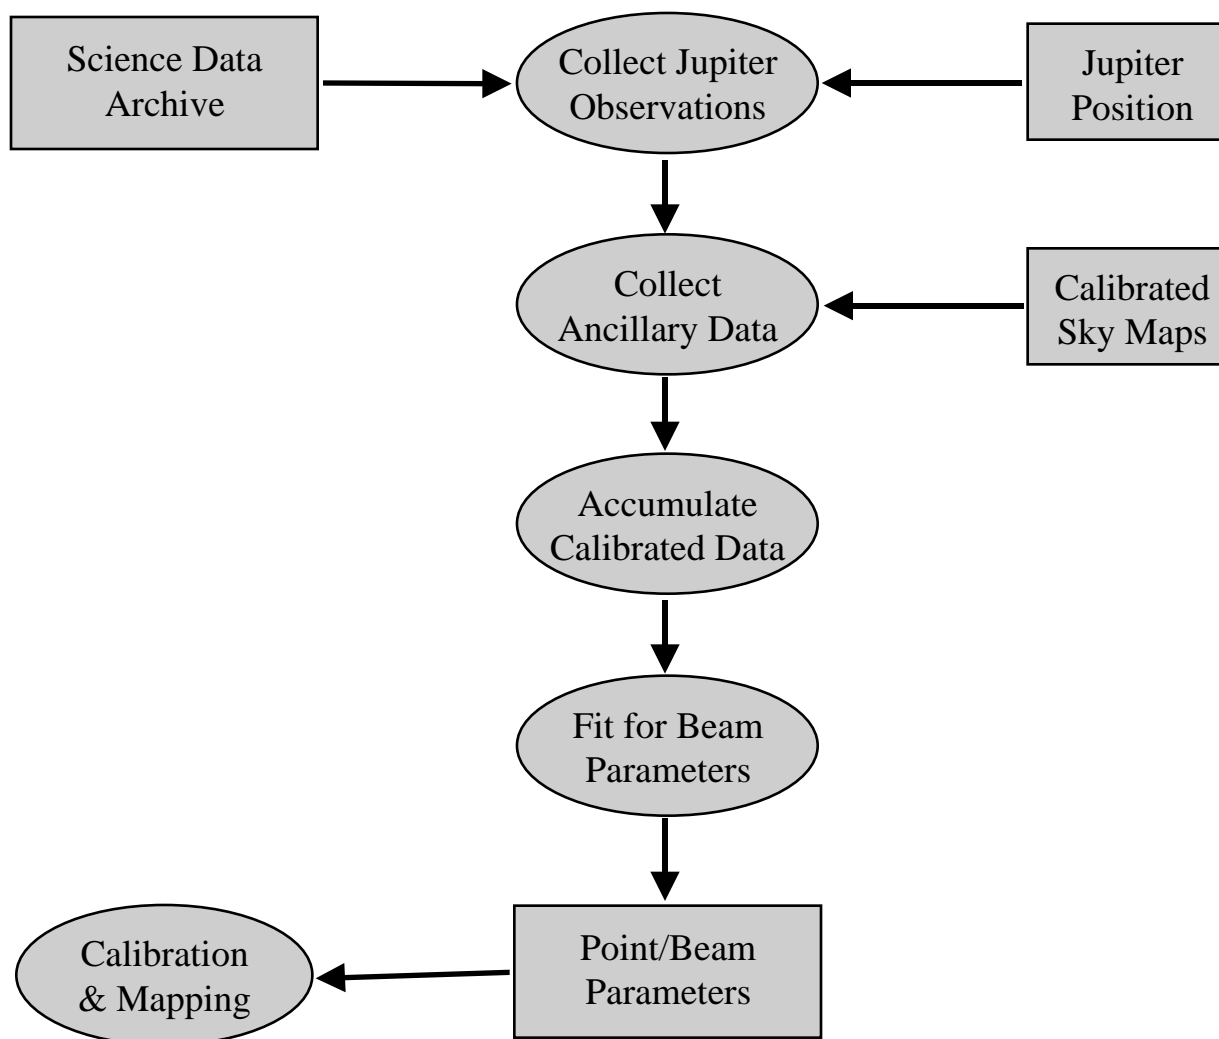 Science Data
Archive
Collect Jupiter
Observations
Jupiter
Position
Collect
Ancillary Data
Calibrated
Sky Maps
Accumulate
Calibrated Data
Fit for Beam
Parameters
Calibration
& Mapping
Point/Beam
Parameters